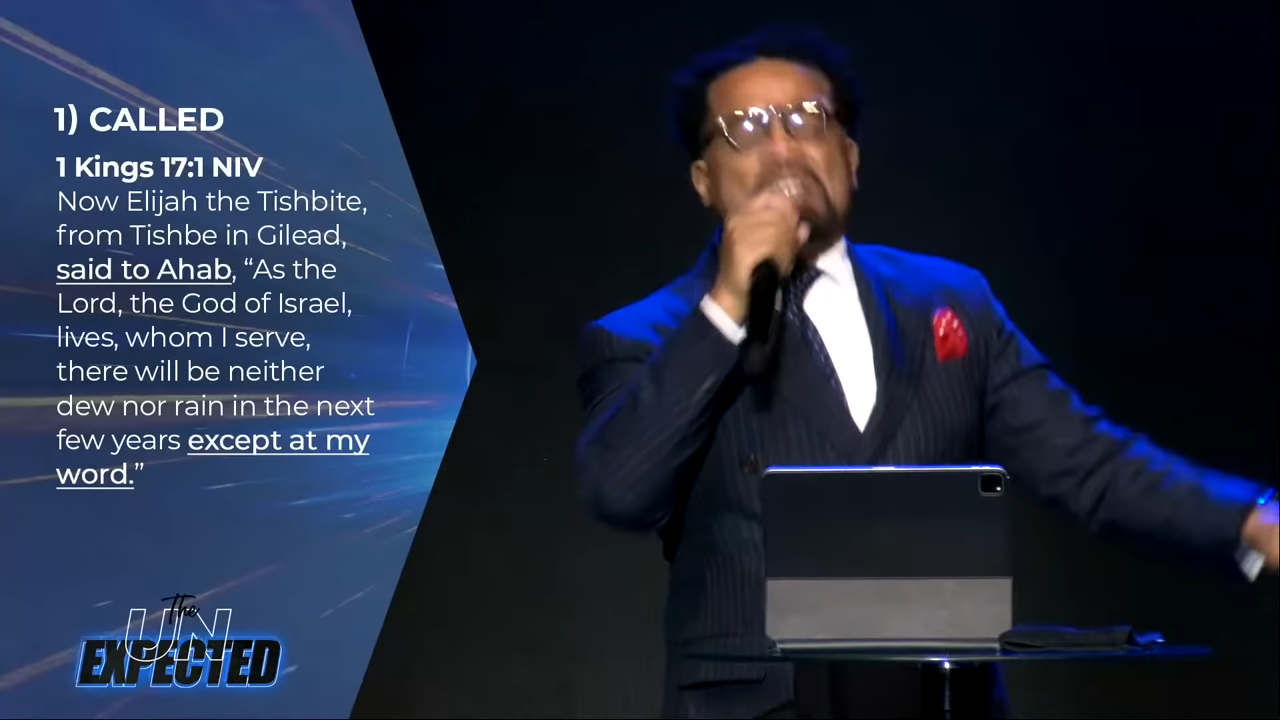 1) CALLED
1 Kings 17:1 NIV
Now Elijah the Tishbite,
from Tishbe in Gilead,
said to Ahab, “As the
Lord, the God of Israel,
lives, whom I serve,
there will be neither
dew nor rain in the next
few years except at my
word.”
The
UN
EXPECTED